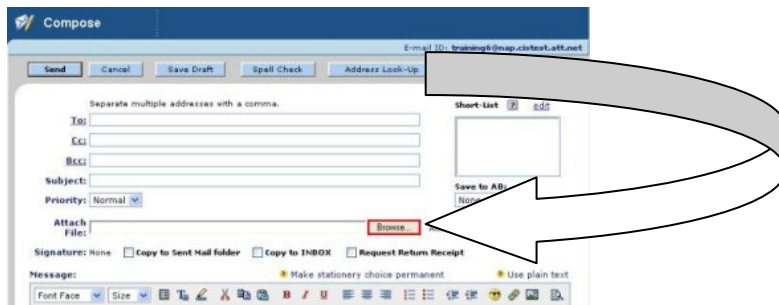 Compose
E-mail ID: training6@nap.cistest.att.net
Send Cancel Save Draft Spell Check Address Look-Up
Separate multiple addresses with a comma.
Short-List ? edit
To:
Cc:
Bcc:
Subject:
Save to AB:
Priority: Normal None
Attach File: Browse...
Signature: None Copy to Sent Mail folder Copy to INBOX Request Return Receipt
Message: Make stationery choice permanent Use plain text
Font Face Size B I U